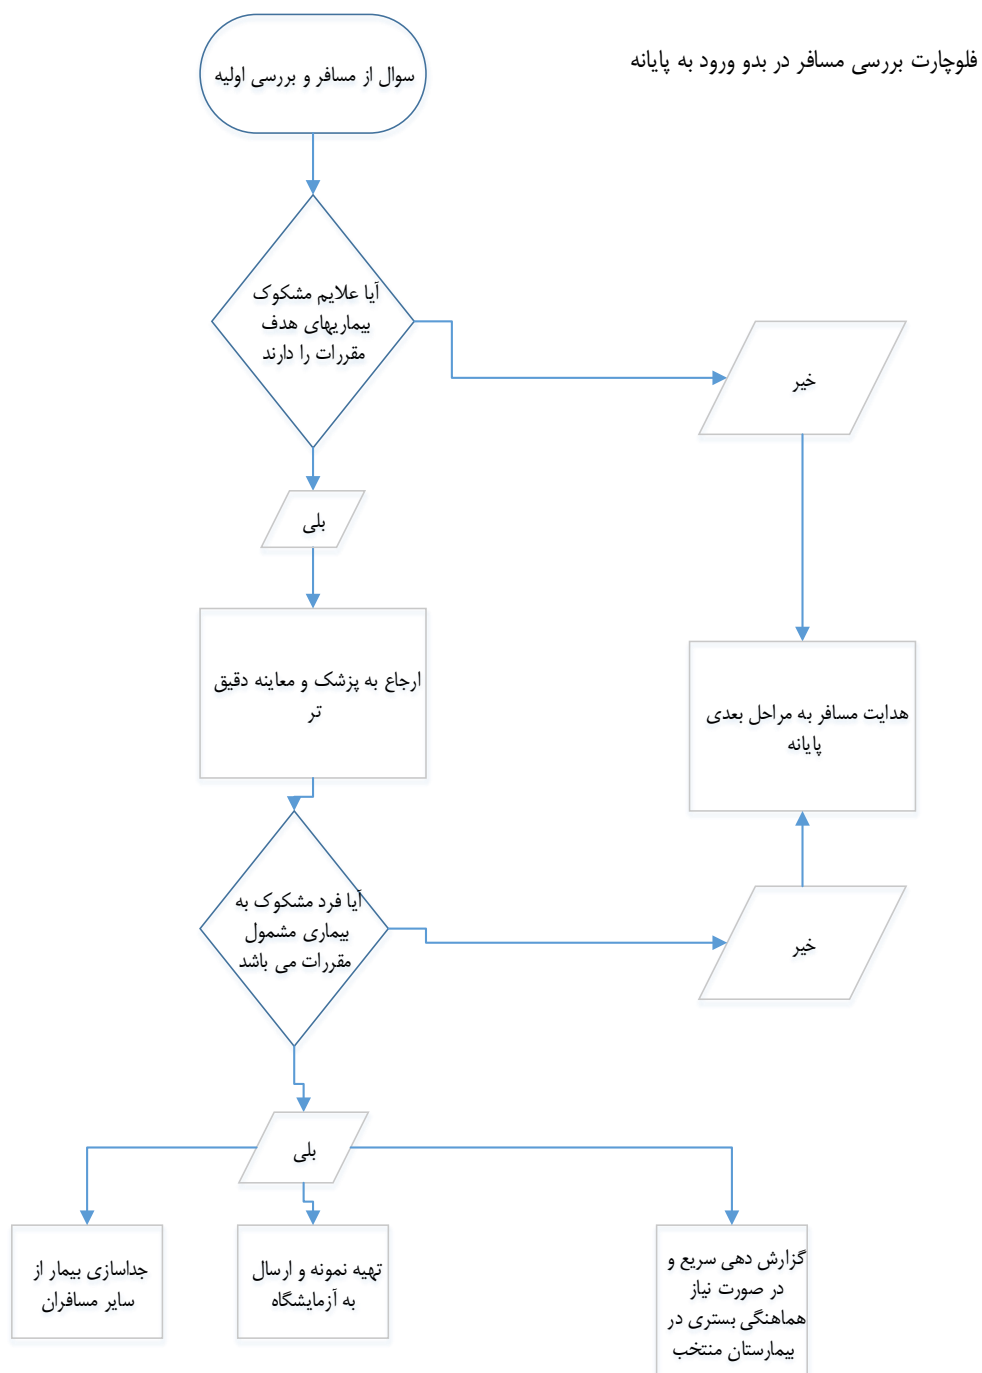 فلوچارت بررسی مسافر در بدو ورود به پایانه
سوال از مسافر و بررسی اولیه
آیا علایم مشکوک
بیماریهای هدف
مقررات را دارند
خیر
بلی
ارجاع به پزشک و معاینه دقیق
تر
هدایت مسافر به مراحل بعدی
پایانه
آیا فرد مشکوک به
بیماری مشمول
مقررات می باشد
خیر
بلی
گزارش دهی سریع و
در صورت نیاز
هماهنگی بستری در
بیمارستان منتخب
تهیه نمونه و ارسال
به آزمایشگاه
جداسازی بیمار از
سایر مسافران